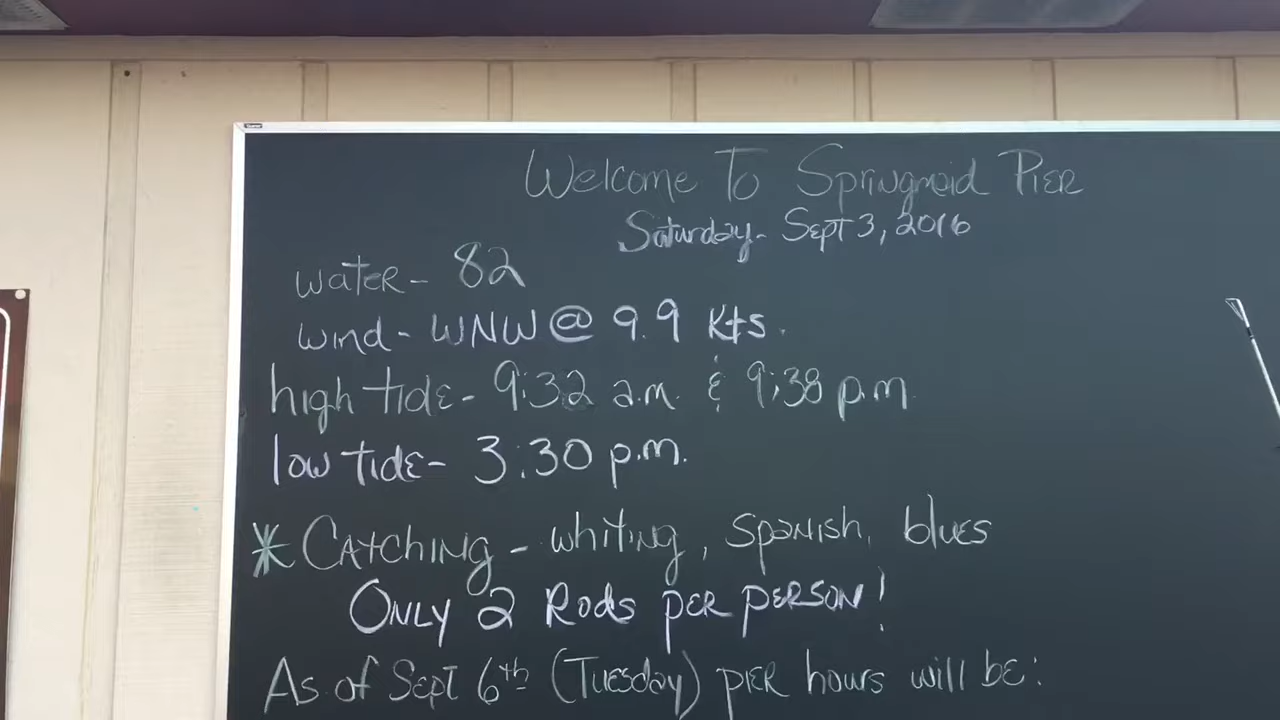 Welcome To Springmaid Pier
Saturday- Sept 3, 2016
water- 82
wind- WNW @ 9.9 Kts.
high tide- 9:32 a.m. & 9:38 p.m.
low tide- 3:30 p.m.
* Catching - whiting, Spanish, blues
Only 2 Rods per person!
As of Sept 6th (Tuesday) pier hours will be: